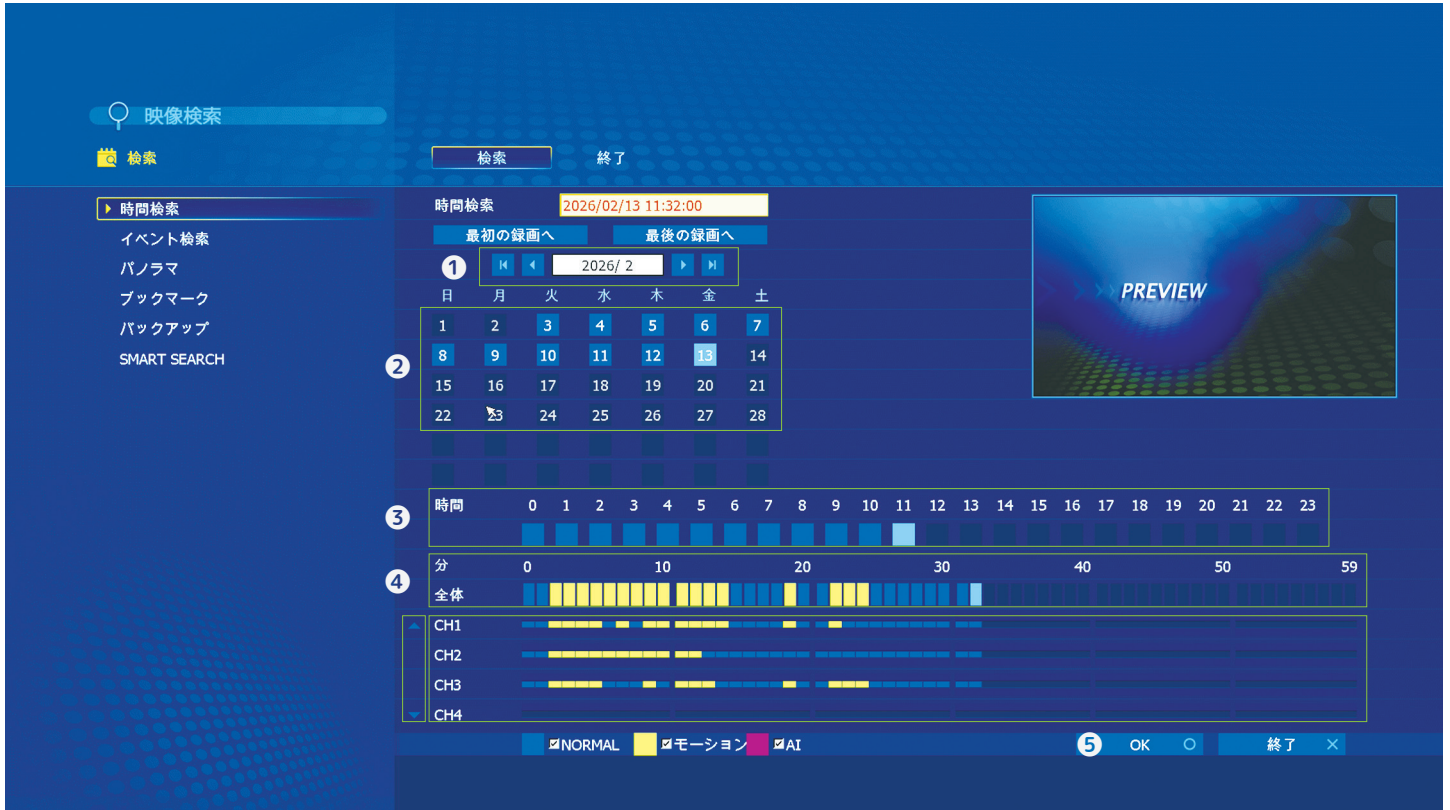 映像検索
検索
検索 終了
時間検索
イベント検索
パノラマ
ブックマーク
バックアップ
SMART SEARCH
時間検索 2026/02/13 11:32:00
最初の録画へ 最後の録画へ
1 2026/ 2
日 月 火 水 木 金 土
1 2 3 4 5 6 7
2
8 9 10 11 12 13 14
15 16 17 18 19 20 21
22 23 24 25 26 27 28
PREVIEW
3
時間 0 1 2 3 4 5 6 7 8 9 10 11 12 13 14 15 16 17 18 19 20 21 22 23
4
分 0 10 20 30 40 50 59
全体
CH1
CH2
CH3
CH4
NORMAL モーション AI
5 OK 終了